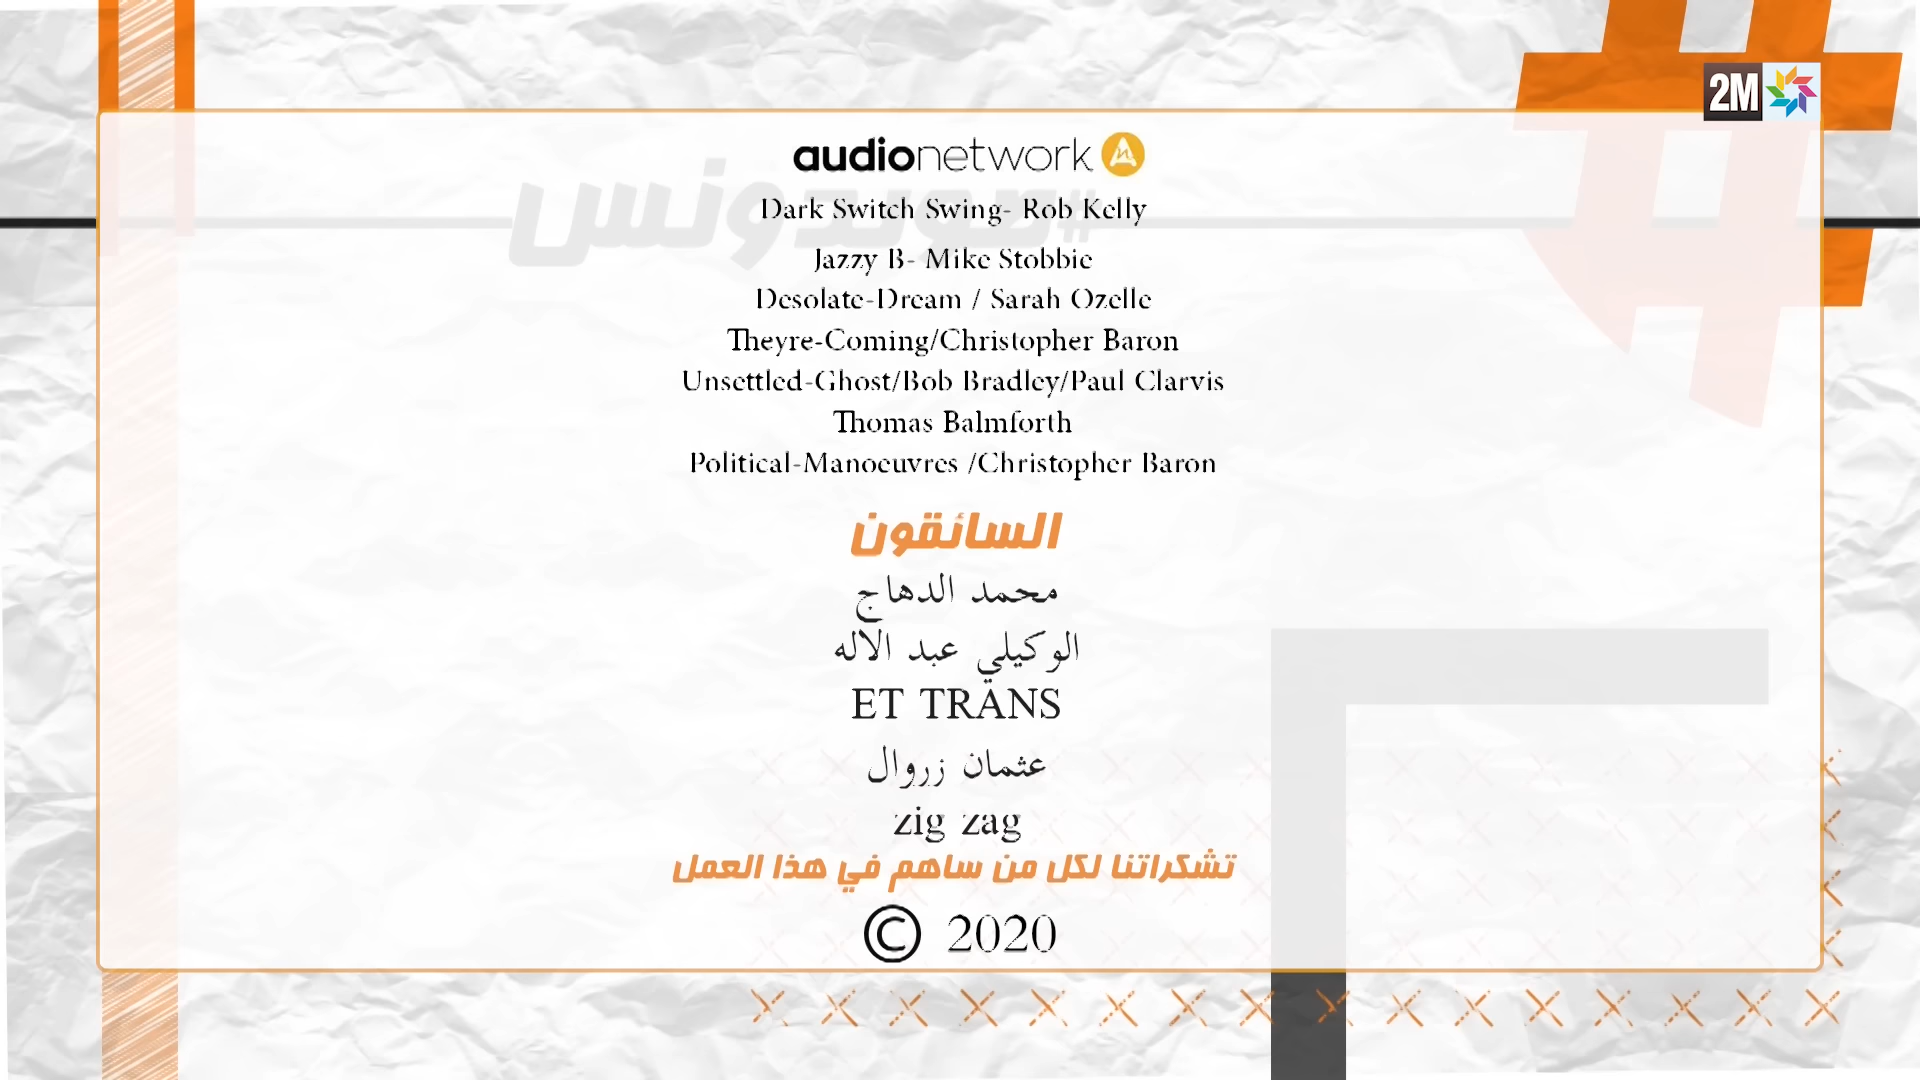 2M
audionetwork
#مويدونس
Dark Switch Swing- Rob Kelly
Jazzy B- Mike Stobbie
Desolate-Dream / Sarah Ozelle
Theyre-Coming/Christopher Baron
Unsettled-Ghost/Bob Bradley/Paul Clarvis
Thomas Balmforth
Political-Manoeuvres /Christopher Baron
السائقون
محمد الدهاج
الوكيلي عبد الاله
ET TRANS
عثمان زروال
zig zag
تشكراتنا لكل من ساهم في هذا العمل
© 2020